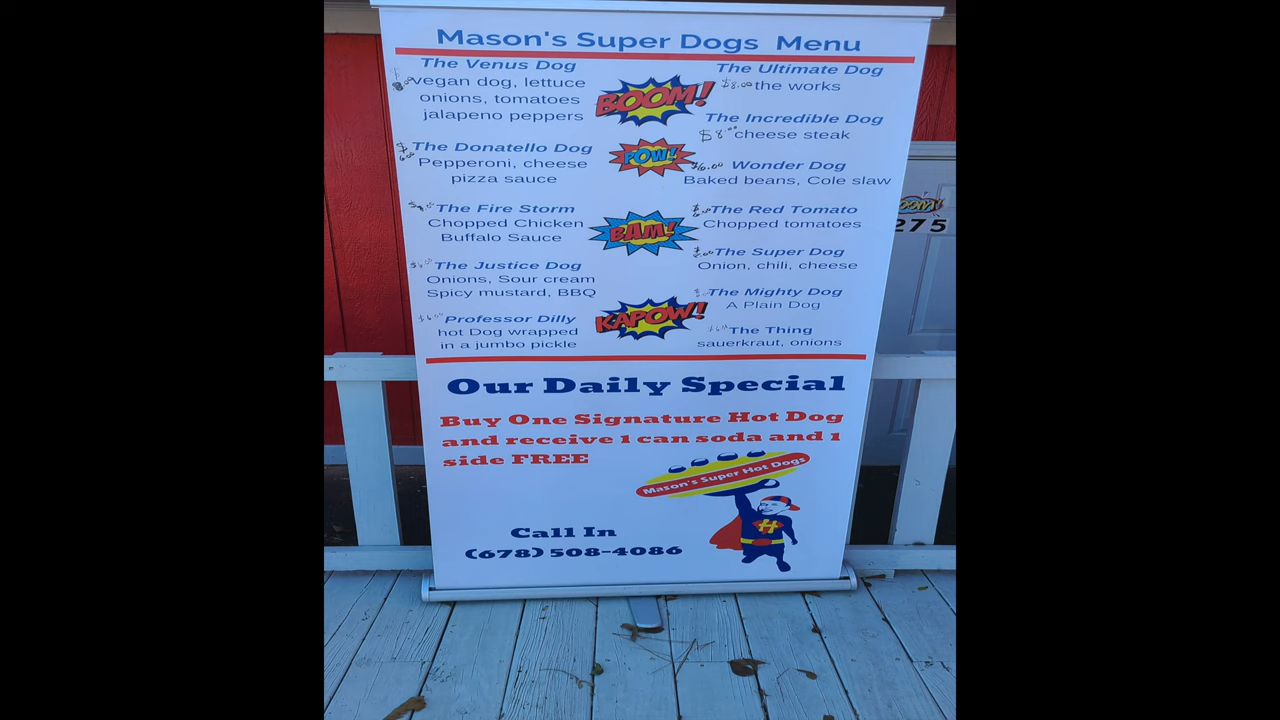 Mason's Super Dogs Menu
The Venus Dog
vegan dog, lettuce
onions, tomatoes
jalapeno peppers
The Donatello Dog
Pepperoni, cheese
pizza sauce
The Fire Storm
Chopped Chicken
Buffalo Sauce
The Justice Dog
Onions, Sour cream
Spicy mustard, BBQ
$6.00 Professor Dilly
hot Dog wrapped
in a jumbo pickle
BOOM!
POW!
BAM!
KAPOW!
The Ultimate Dog
$8.00 the works
The Incredible Dog
$8.00 cheese steak
$6.00 Wonder Dog
Baked beans, Cole slaw
The Red Tomato
Chopped tomatoes
The Super Dog
Onion, chili, cheese
The Mighty Dog
A Plain Dog
The Thing
sauerkraut, onions
Our Daily Special
Buy One Signature Hot Dog
and receive 1 can soda and 1
side FREE
Mason's Super Hot Dogs
H
Call In
(678) 508-4086
275